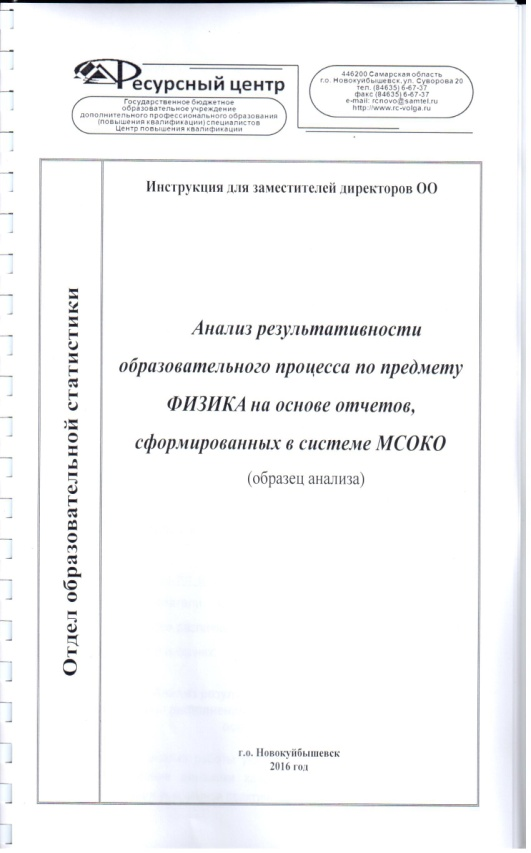 Ресурсный центр
Государственное бюджетное
образовательное учреждение
дополнительного профессионального образования
(повышения квалификации) специалистов
Центр повышения квалификации
446200 Самарская область
г.о. Новокуйбышевск, ул. Суворова 20
тел. (84635) 6-67-37
факс (84635) 6-67-37
e-mail: rcnovo@samtel.ru
http://www.rc-volga.ru
Отдел образовательной статистики
Инструкция для заместителей директоров ОО
Анализ результативности
образовательного процесса по предмету
ФИЗИКА на основе отчетов,
сформированных в системе МСОКО
(образец анализа)
г.о. Новокуйбышевск
2016 год